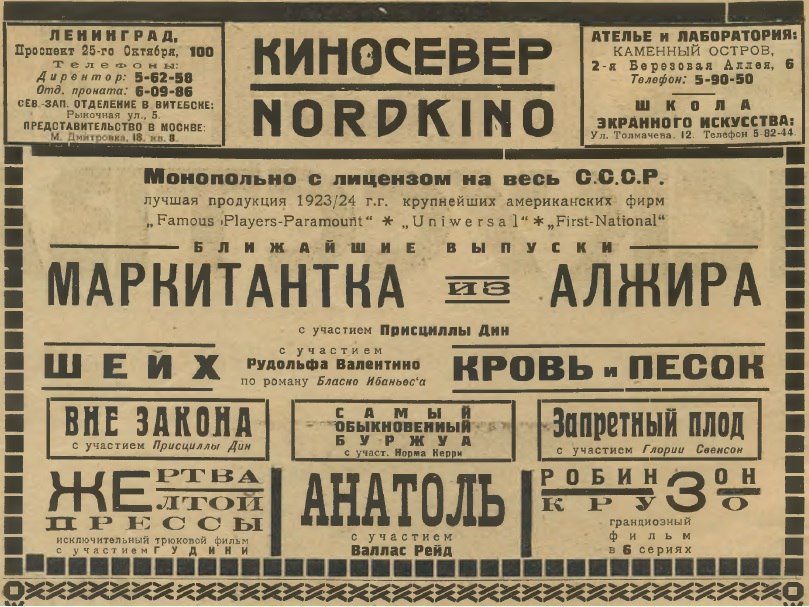 ЛЕНИНГРАД,
Проспект 25-го Октября, 100
Телефоны:
Директор: 5-62-58
Отд. проката: 6-09-86
СЕВ.-ЗАП. ОТДЕЛЕНИЕ В ВИТЕБСКЕ:
Рыночная ул., 5.
ПРЕДСТАВИТЕЛЬСТВО В МОСКВЕ:
М. Дмитровка, 18, кв. 8.
КИНОСЕВЕР
NORDKINO
АТЕЛЬЕ и ЛАБОРАТОРИЯ:
КАМЕННЫЙ ОСТРОВ,
2-я Березовая Аллея, 6
Телефон: 5-90-50
ШКОЛА
ЭКРАННОГО ИСКУССТВА:
Ул. Толмачева, 12. Телефон 5-82-44.
Монопольно с лицензом на весь С.С.С.Р.
лучшая продукция 1923/24 г.г. крупнейших американских фирм
„Famous Players-Paramount“ * „Uniwersal“ * „First-National“
БЛИЖАЙШИЕ ВЫПУСКИ
МАРКИТАНТКА ИЗ АЛЖИРА
с участием Присциллы Дин
ШЕЙХ
с участием
Рудольфа Валентино
по роману Бласко Ибаньес‘а
КРОВЬ и ПЕСОК
ВНЕ ЗАКОНА
с участием Присциллы Дин
САМЫЙ
ОБЫКНОВЕННЫЙ
БУРЖУА
с участ. Норма Керри
Запретный плод
с участием Глории Свенсон
ЖЕРТВА
ЖЕЛТОЙ
ПРЕССЫ
исключительный трюковой фильм
с участием ГУДИНИ
АНАТОЛЬ
с участием
Валлас Рейд
РОБИНЗОН
КРУЗО
грандиозный
фильм
в 6 сериях